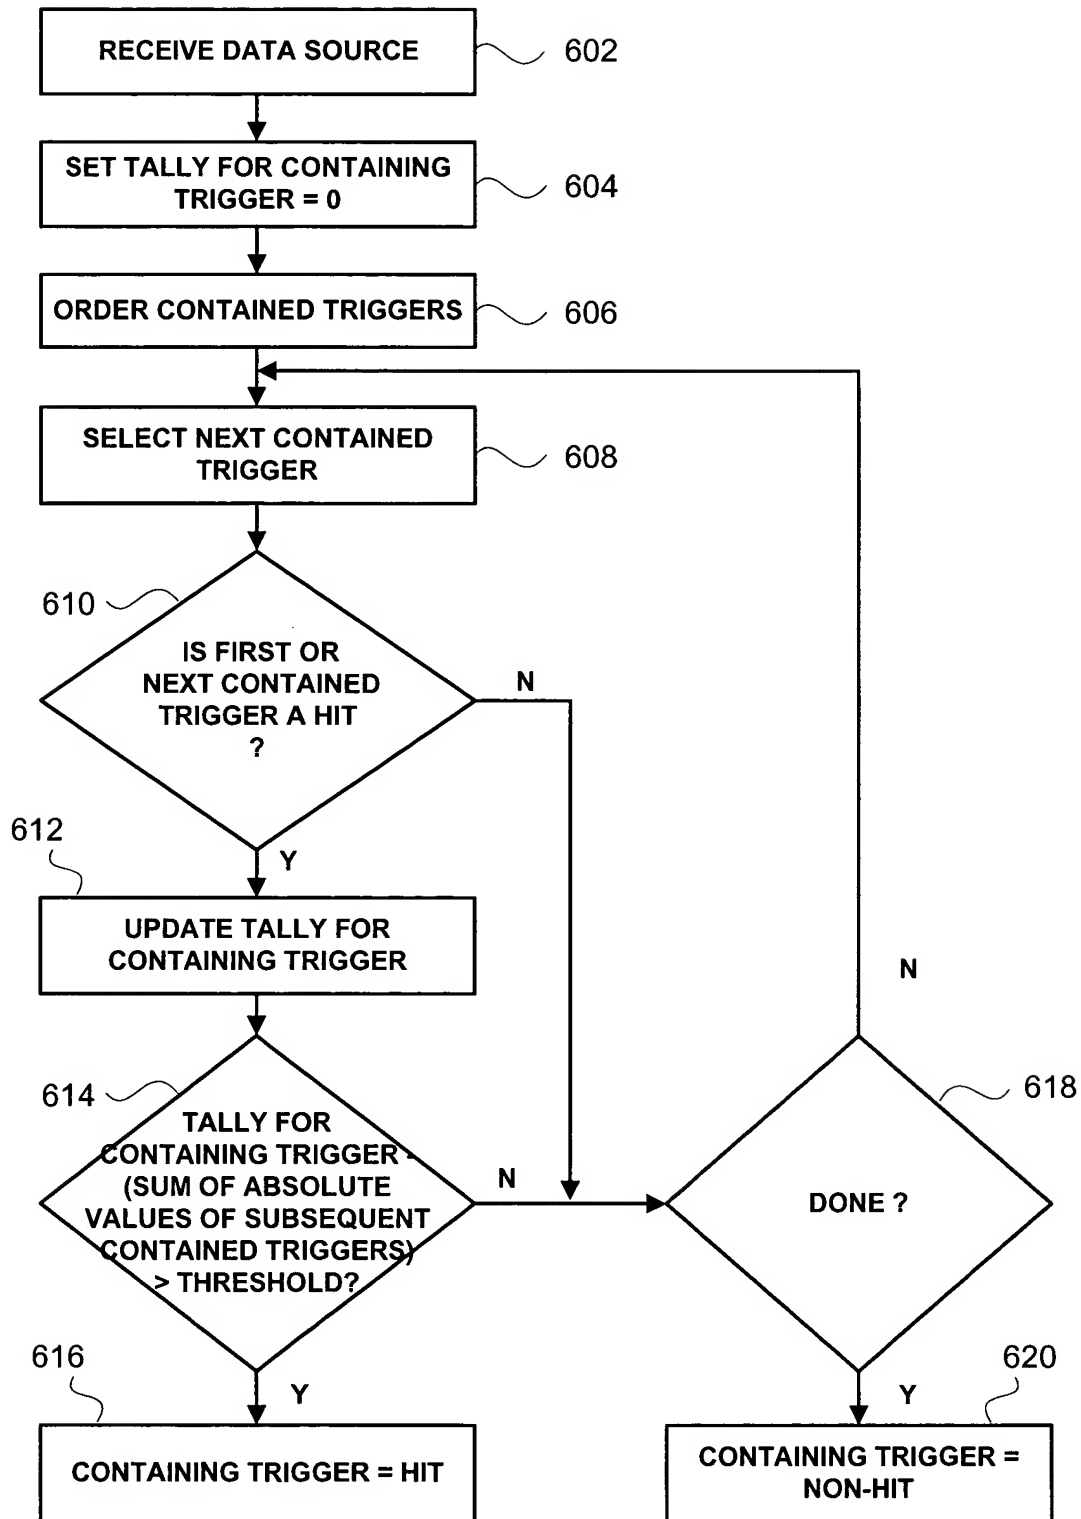 RECEIVE DATA SOURCE
602
SET TALLY FOR CONTAINING
TRIGGER = 0
604
ORDER CONTAINED TRIGGERS
606
SELECT NEXT CONTAINED
TRIGGER
608
610
IS FIRST OR
NEXT CONTAINED
TRIGGER A HIT
?
N
Y
612
UPDATE TALLY FOR
CONTAINING TRIGGER
N
614
TALLY FOR
CONTAINING TRIGGER -
(SUM OF ABSOLUTE
VALUES OF SUBSEQUENT
CONTAINED TRIGGERS)
> THRESHOLD?
N
618
DONE ?
Y
616
CONTAINING TRIGGER = HIT
Y
620
CONTAINING TRIGGER =
NON-HIT